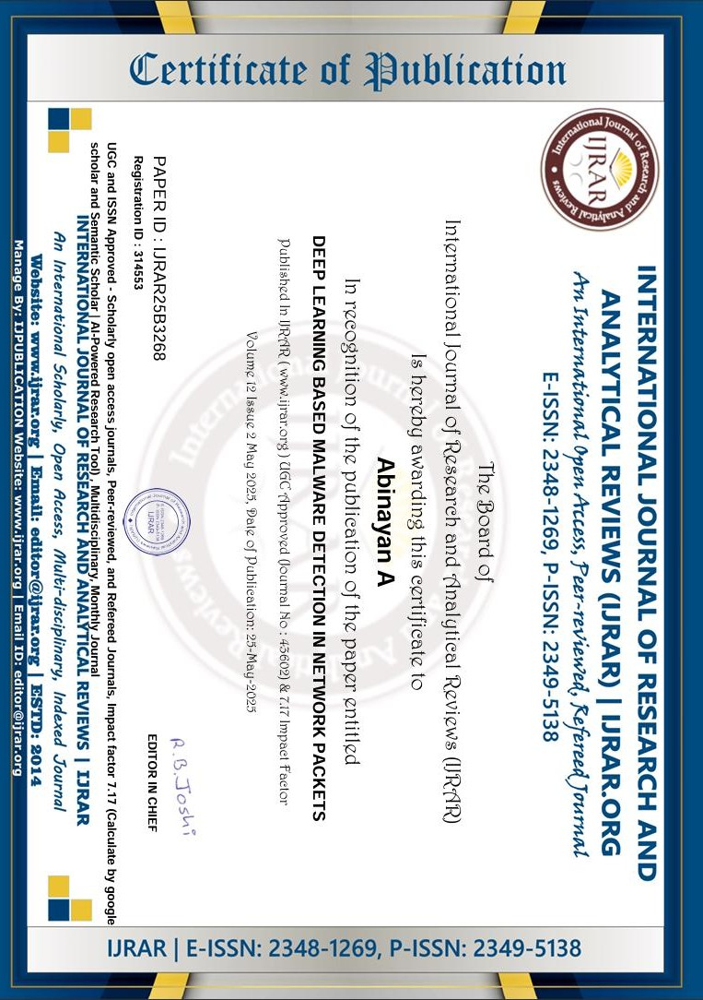 Certificate of Publication
INTERNATIONAL JOURNAL OF RESEARCH AND
ANALYTICAL REVIEWS (IJRAR) | IJRAR.ORG
An International Open Access, Peer-reviewed, Refereed Journal
E-ISSN: 2348-1269, P-ISSN: 2349-5138
International Journal of Research and Analytical Reviews
IJRAR
The Board of
International Journal of Research and Analytical Reviews (IJRAR)
Is hereby awarding this certificate to
Abinayan A
In recognition of the publication of the paper entitled
DEEP LEARNING BASED MALWARE DETECTION IN NETWORK PACKETS
Published In IJRAR ( www.ijrar.org ) UGC Approved (Journal No : 43602) & 7.17 Impact Factor
Volume 12 Issue 2 May 2025, Date of Publication: 25-May-2025
PAPER ID : IJRAR25B3268
Registration ID : 314553
IJRAR
R.B.Joshi
EDITOR IN CHIEF
UGC and ISSN Approved - Scholarly open access journals, Peer-reviewed, and Refereed Journals, Impact factor 7.17 (Calculate by google
scholar and Semantic Scholar | AI-Powered Research Tool) , Multidisciplinary, Monthly Journal
INTERNATIONAL JOURNAL OF RESEARCH AND ANALYTICAL REVIEWS | IJRAR
An International Scholarly, Open Access, Multi-disciplinary, Indexed Journal
Website: www.ijrar.org | Email: editor@ijrar.org | ESTD: 2014
Manage By: IJPUBLICATION Website: www.ijrar.org | Email ID: editor@ijrar.org
IJRAR | E-ISSN: 2348-1269, P-ISSN: 2349-5138